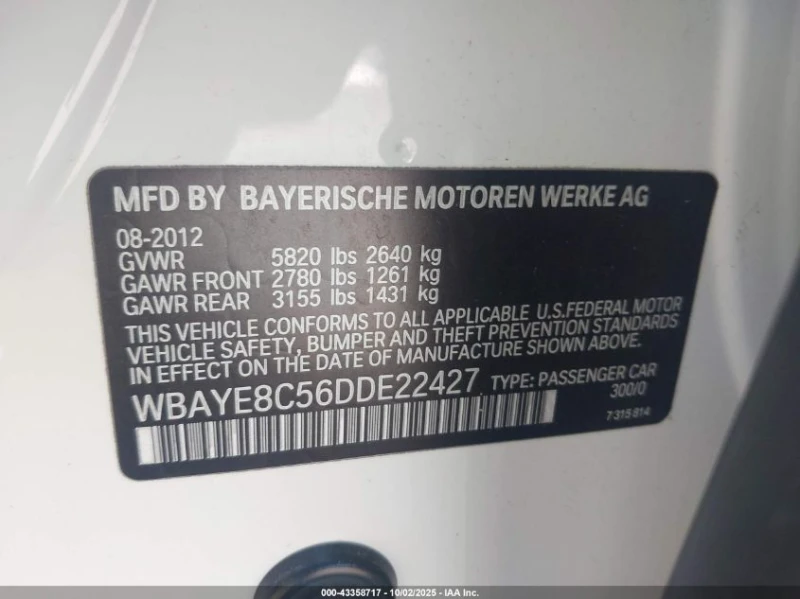 MFD BY BAYERISCHE MOTOREN WERKE AG
08-2012
GVWR 5820 lbs 2640 kg
GAWR FRONT 2780 lbs 1261 kg
GAWR REAR 3155 lbs 1431 kg
THIS VEHICLE CONFORMS TO ALL APPLICABLE U.S.FEDERAL MOTOR
VEHICLE SAFETY, BUMPER AND THEFT PREVENTION STANDARDS
IN EFFECT ON THE DATE OF MANUFACTURE SHOWN ABOVE.
WBAYE8C56DDE22427 TYPE: PASSENGER CAR
300/0
7 315 814
000-43358717 - 10/02/2025 - IAA Inc.